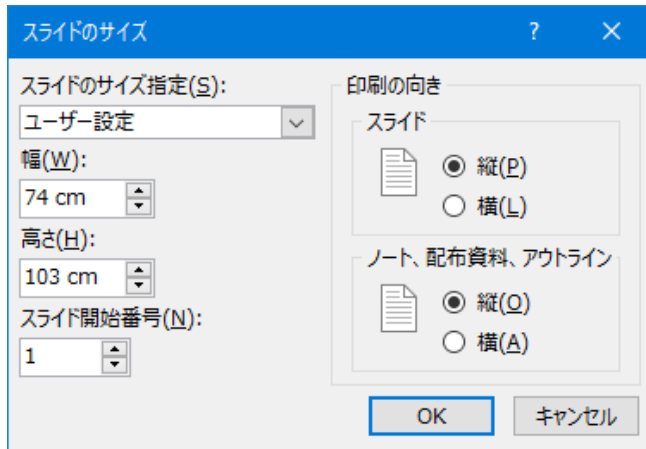 スライドのサイズ
?
スライドのサイズ指定(S):
ユーザー設定
幅(W):
74 cm
高さ(H):
103 cm
スライド開始番号(N):
1
印刷の向き
スライド
縦(P)
横(L)
ノート、配布資料、アウトライン
縦(O)
横(A)
OK
キャンセル